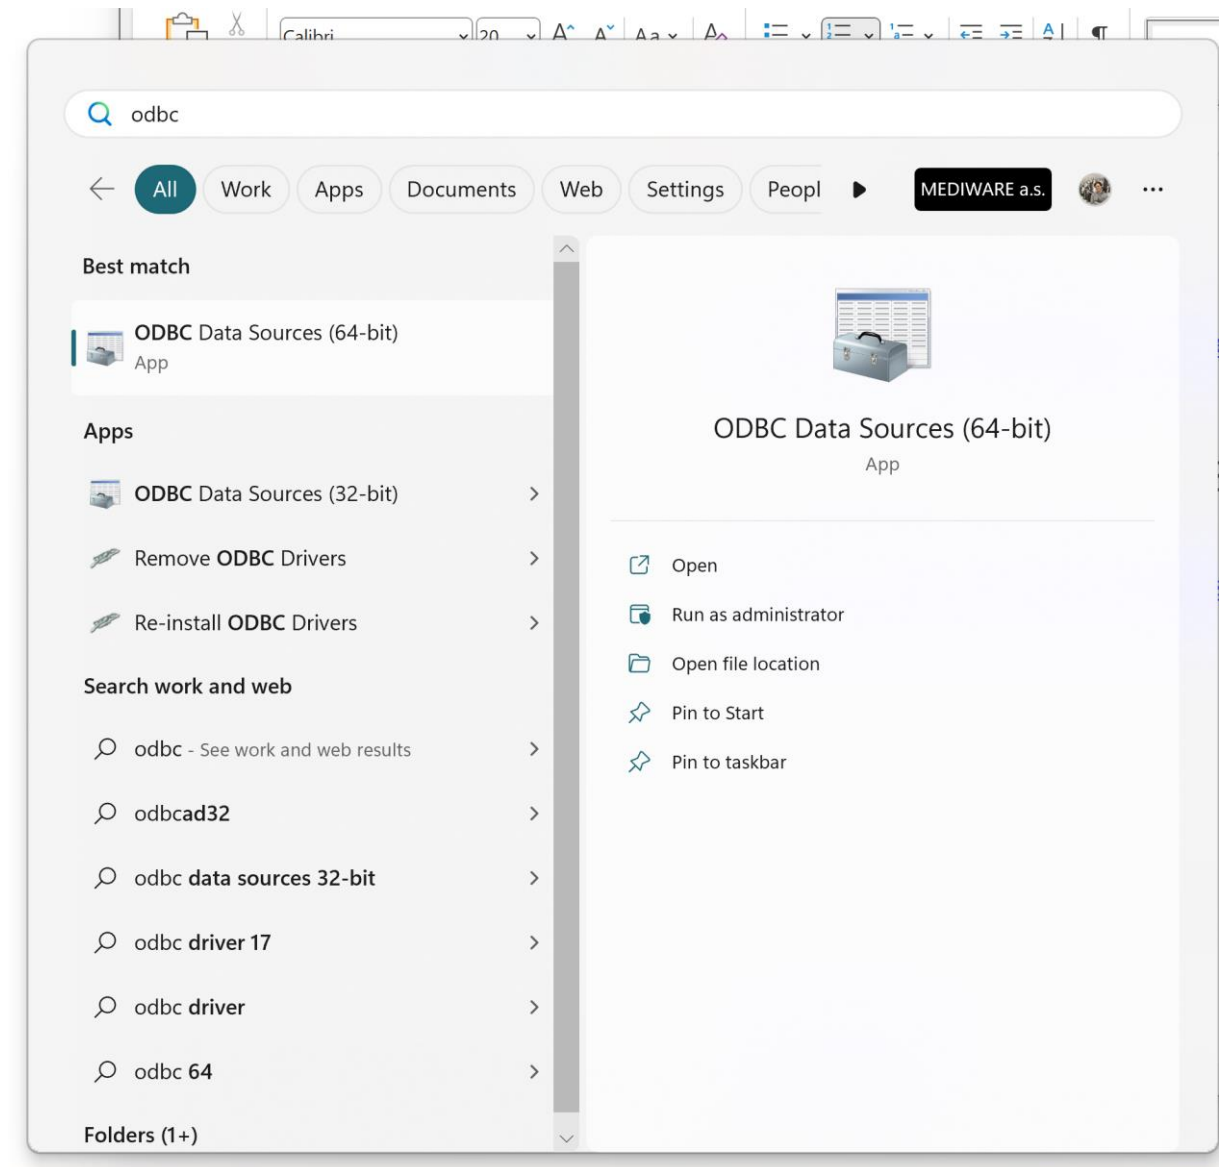 Calibri 20 Aa
odbc
All Work Apps Documents Web Settings Peopl MEDIWARE a.s. ...
Best match
ODBC Data Sources (64-bit)
App
Apps
ODBC Data Sources (32-bit)
Remove ODBC Drivers
Re-install ODBC Drivers
Search work and web
odbc - See work and web results
odbcad32
odbc data sources 32-bit
odbc driver 17
odbc driver
odbc 64
Folders (1+)
ODBC Data Sources (64-bit)
App
Open
Run as administrator
Open file location
Pin to Start
Pin to taskbar